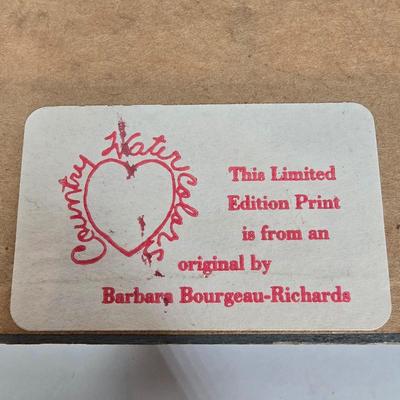 Country Watercolors
This Limited
Edition Print
is from an
original by
Barbara Bourgeau-Richards